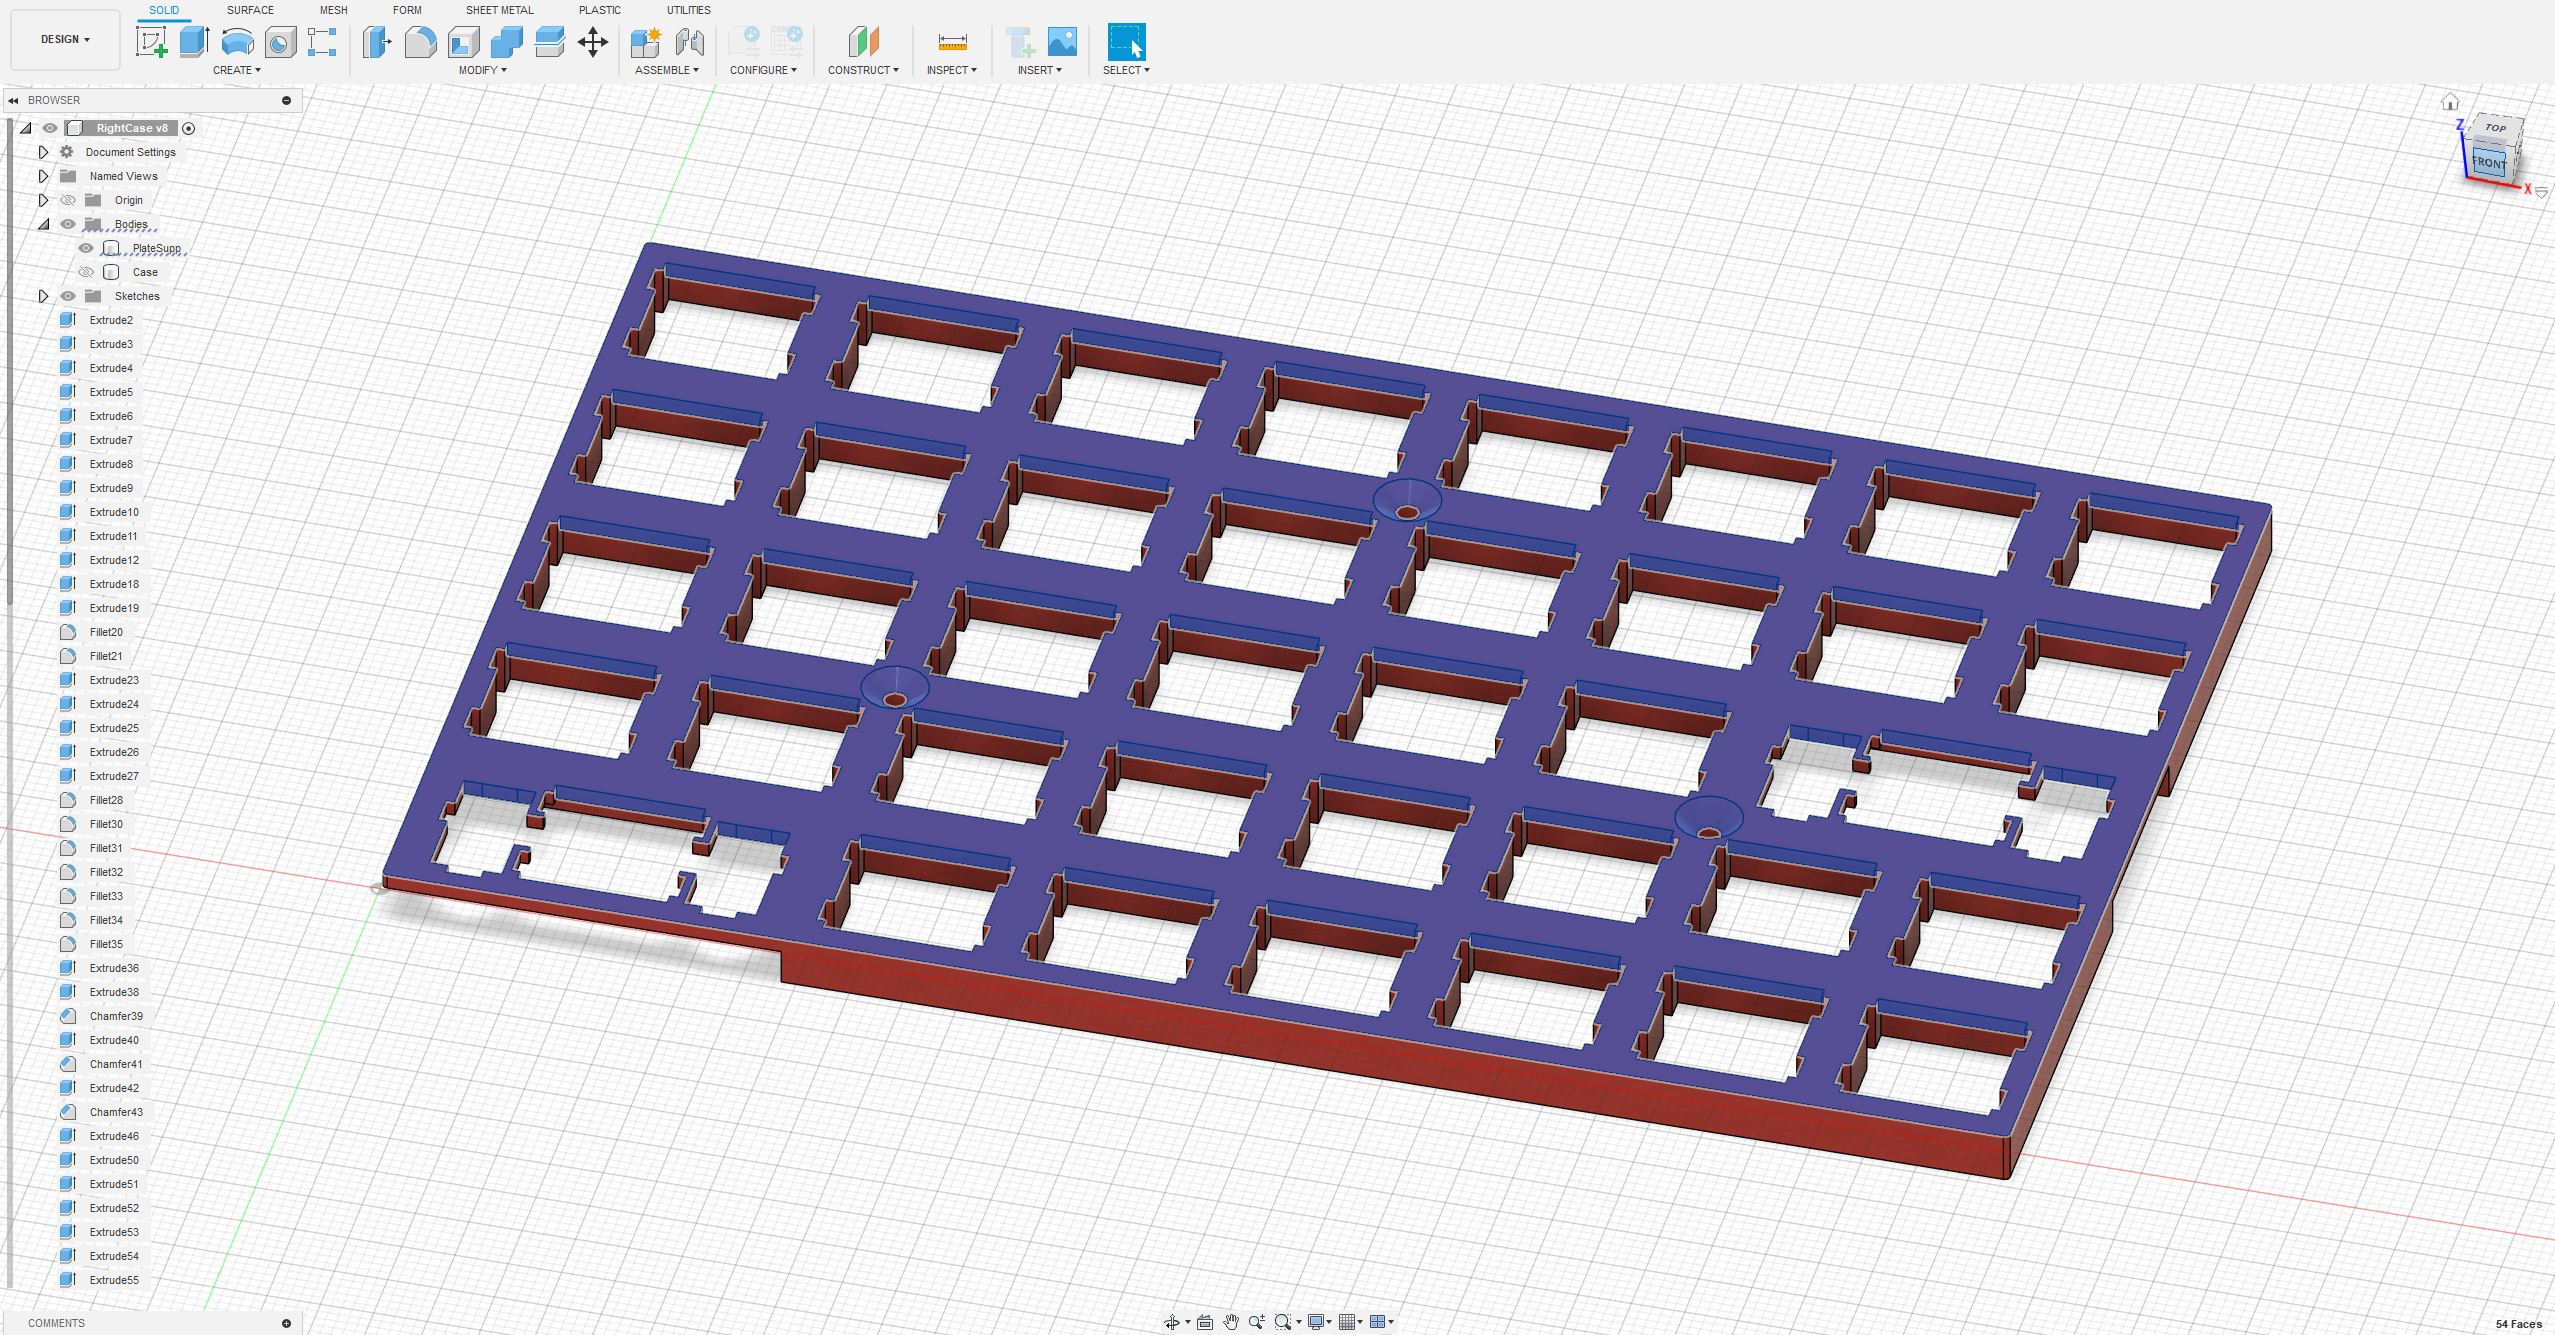 SOLID SURFACE MESH FORM SHEET METAL PLASTIC UTILITIES
DESIGN
CREATE MODIFY ASSEMBLE CONFIGURE CONSTRUCT INSPECT INSERT SELECT
BROWSER
RightCase v8
Document Settings
Named Views
Origin
Bodies
PlateSupp
Case
Sketches
Extrude2
Extrude3
Extrude4
Extrude5
Extrude6
Extrude7
Extrude8
Extrude9
Extrude10
Extrude11
Extrude12
Extrude18
Extrude19
Fillet20
Fillet21
Extrude23
Extrude24
Extrude25
Extrude26
Extrude27
Fillet28
Fillet30
Fillet31
Fillet32
Fillet33
Fillet34
Fillet35
Extrude36
Extrude38
Chamfer39
Extrude40
Chamfer41
Extrude42
Chamfer43
Extrude46
Extrude50
Extrude51
Extrude52
Extrude53
Extrude54
Extrude55
COMMENTS
Z
TOP
FRONT
X
54 Faces